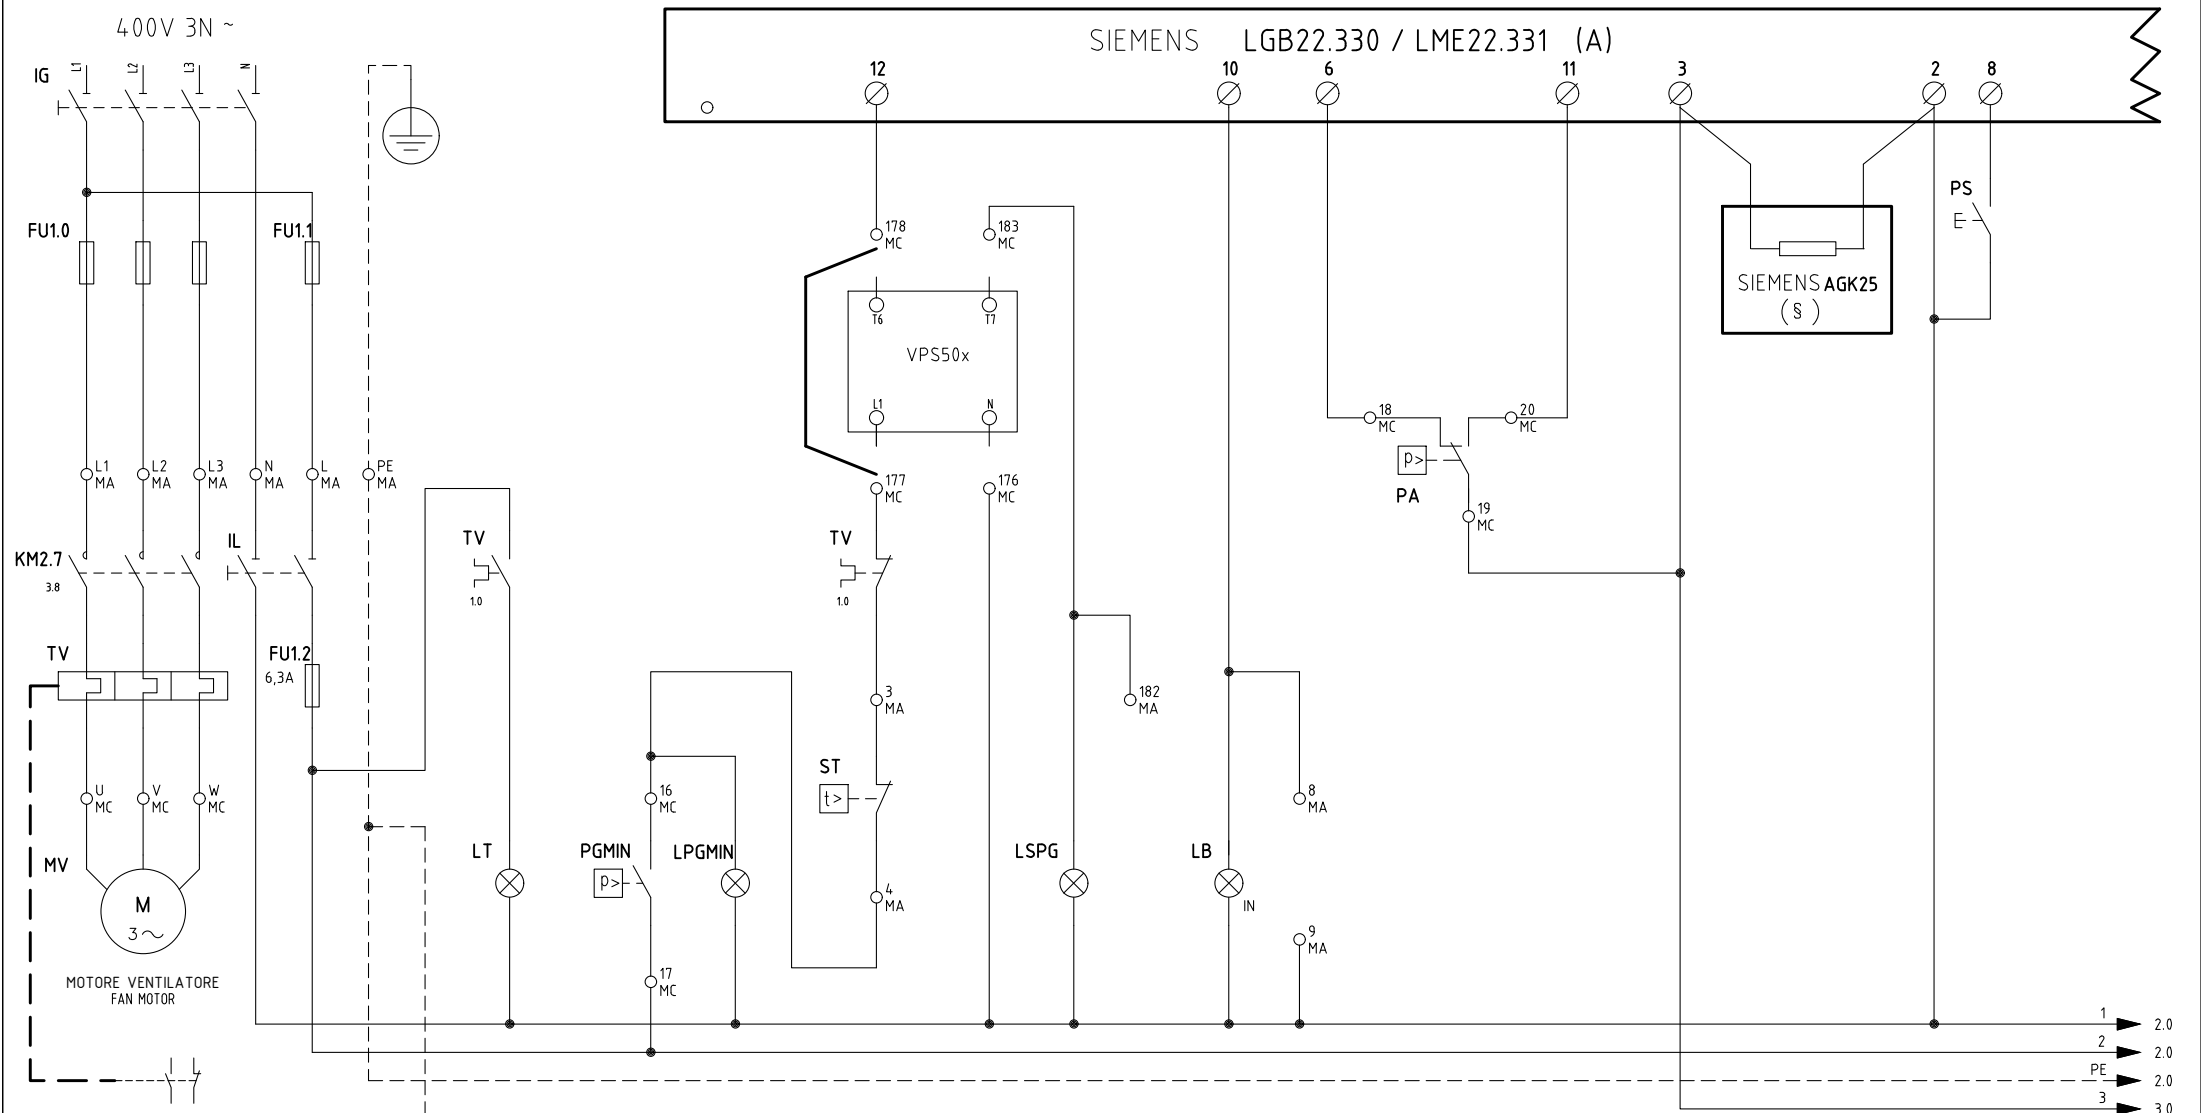 400V 3N ~
SIEMENS LGB22.330 / LME22.331 (A)
IG
L1
L2
L3
N
12
10
6
11
3
2
8
FU1.0
FU1.1
178
MC
183
MC
PS
E
T6
T7
VPS50x
L1
N
SIEMENS AGK25
( § )
18
MC
20
MC
p>
PA
19
MC
L1
MA
L2
MA
L3
MA
N
MA
L
MA
PE
MA
177
MC
176
MC
KM2.7
3.8
IL
TV
1.0
TV
1.0
TV
FU1.2
6,3A
3
MA
182
MA
ST
t>
U
MC
V
MC
W
MC
16
MC
8
MA
MV
LT
PGMIN
p>
LPGMIN
LSPG
LB
IN
4
MA
M
3~
9
MA
17
MC
MOTORE VENTILATORE
FAN MOTOR
1
2.0
2
2.0
PE
2.0
3
3.0